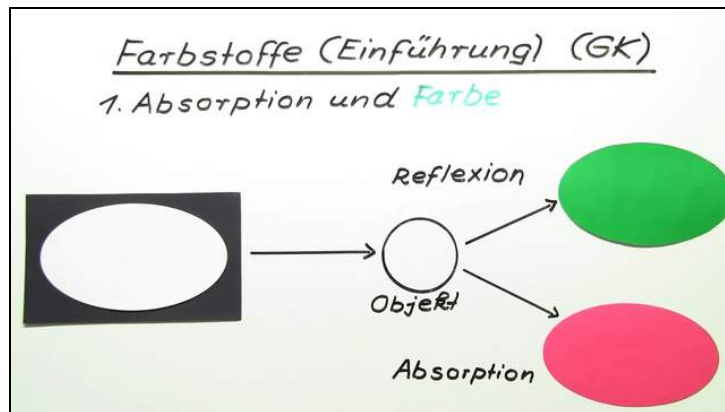 Farbstoffe (Einführung) (GK)
1. Absorption und Farbe
Reflexion
Objekt
Absorption